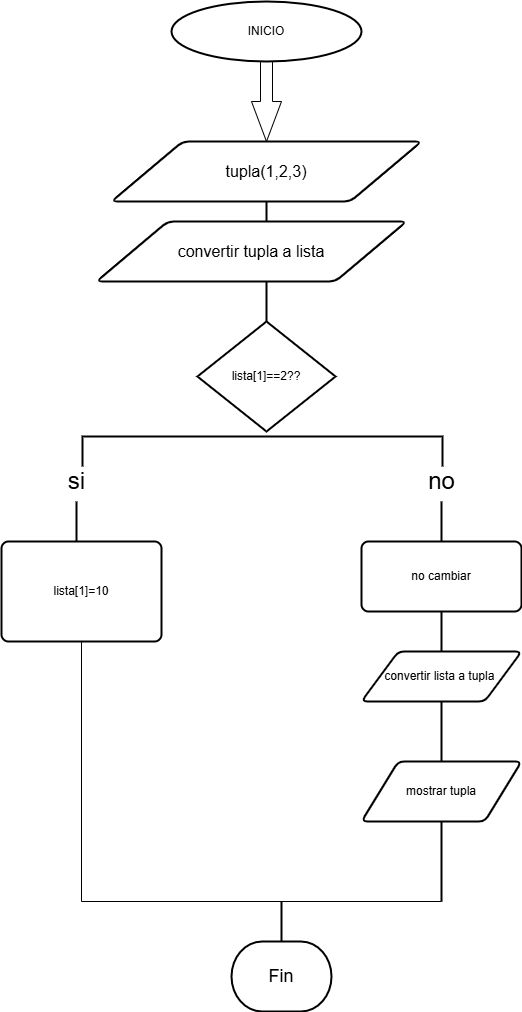 INICIO
tupla(1,2,3)
convertir tupla a lista
lista[1]==2??
si
no
lista[1]=10
no cambiar
convertir lista a tupla
mostrar tupla
Fin